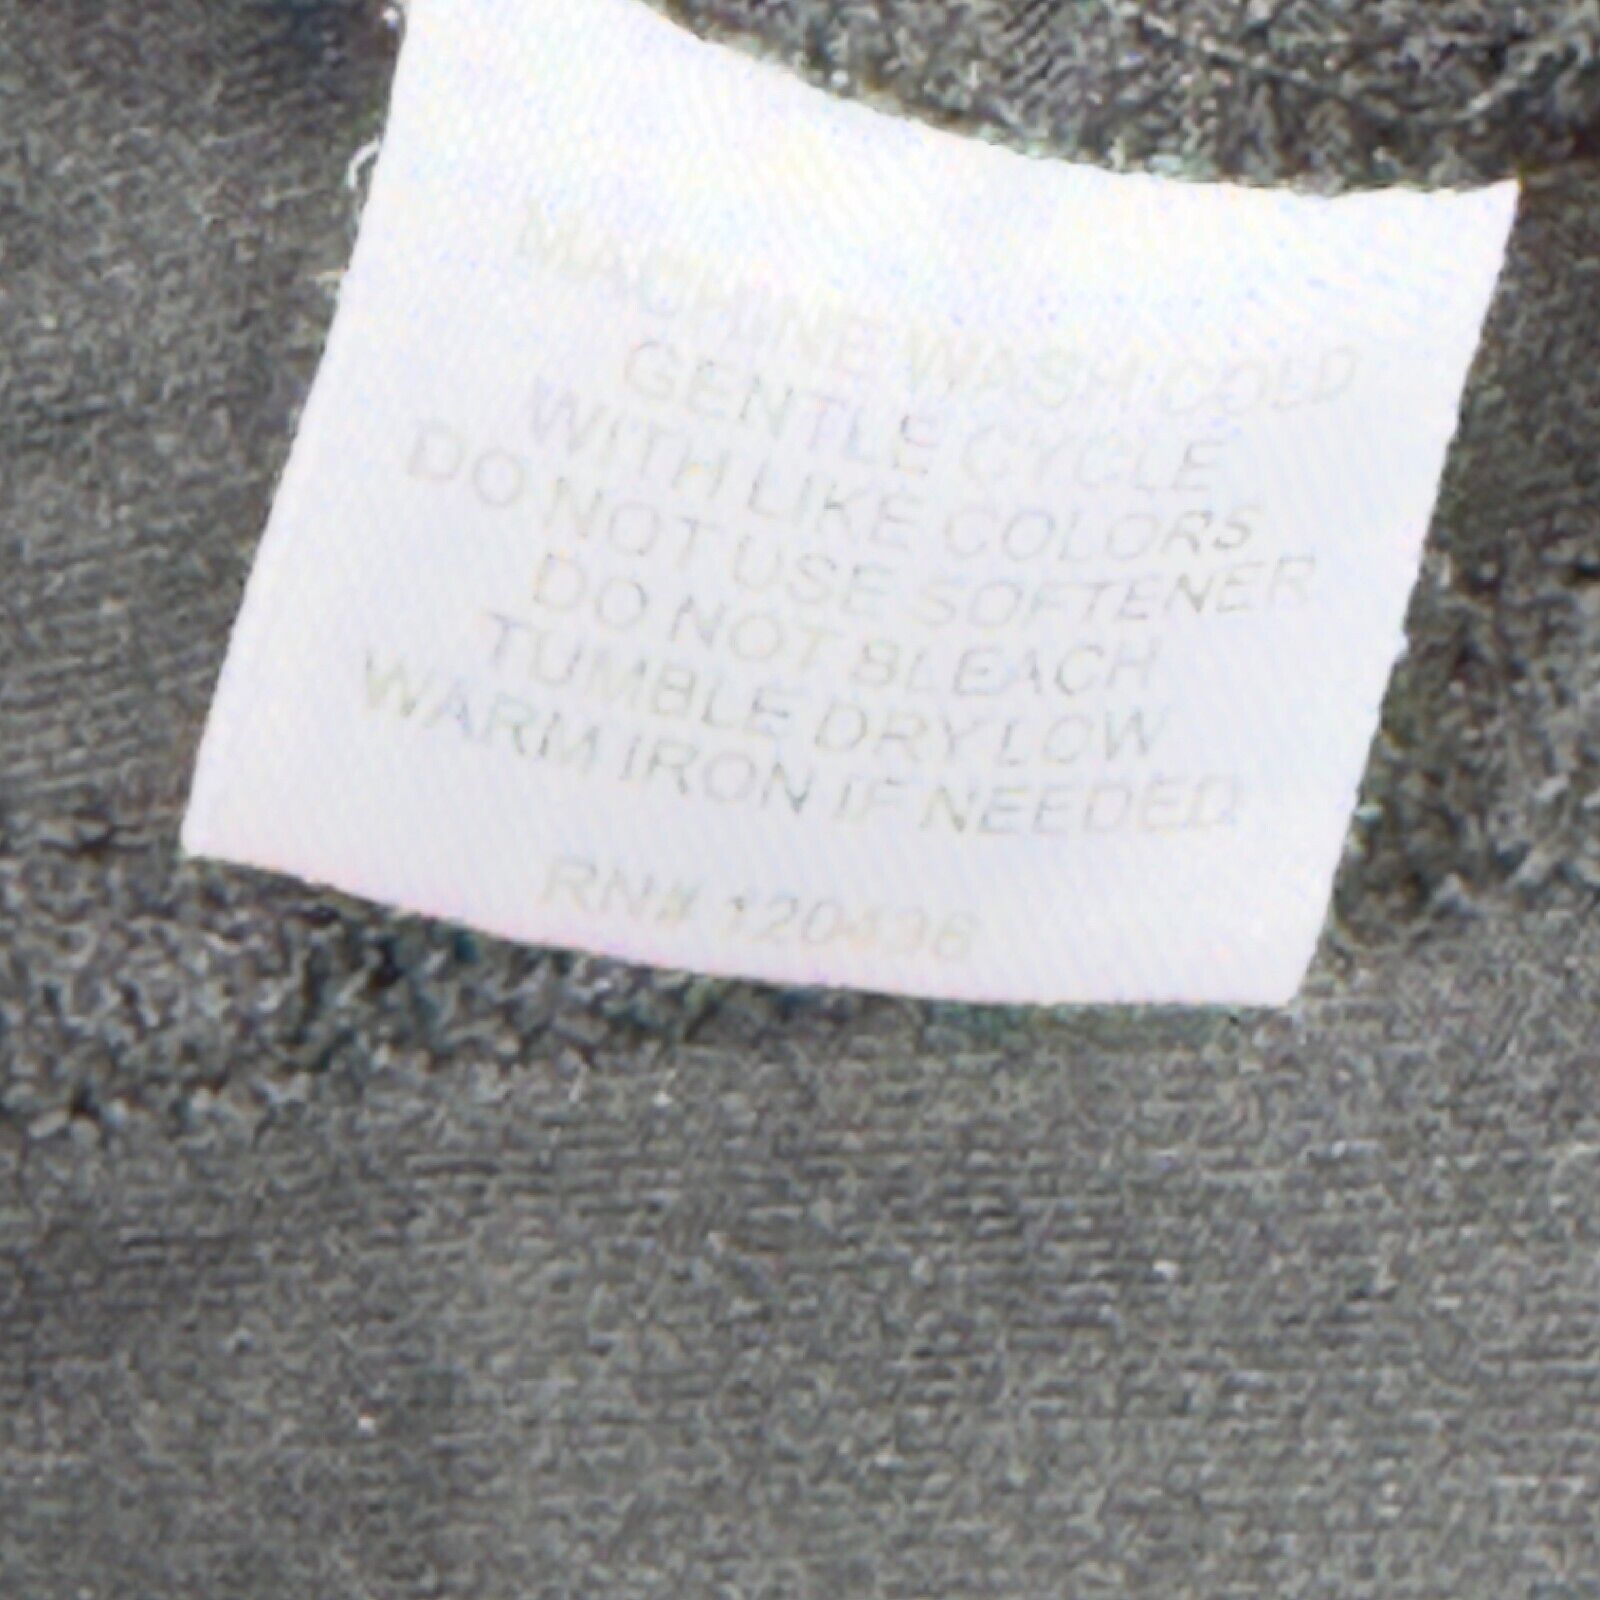 MACHINE WASH COLD
GENTLE CYCLE
WITH LIKE COLORS
DO NOT USE SOFTENER
DO NOT BLEACH
TUMBLE DRY LOW
WARM IRON IF NEEDED
RN#